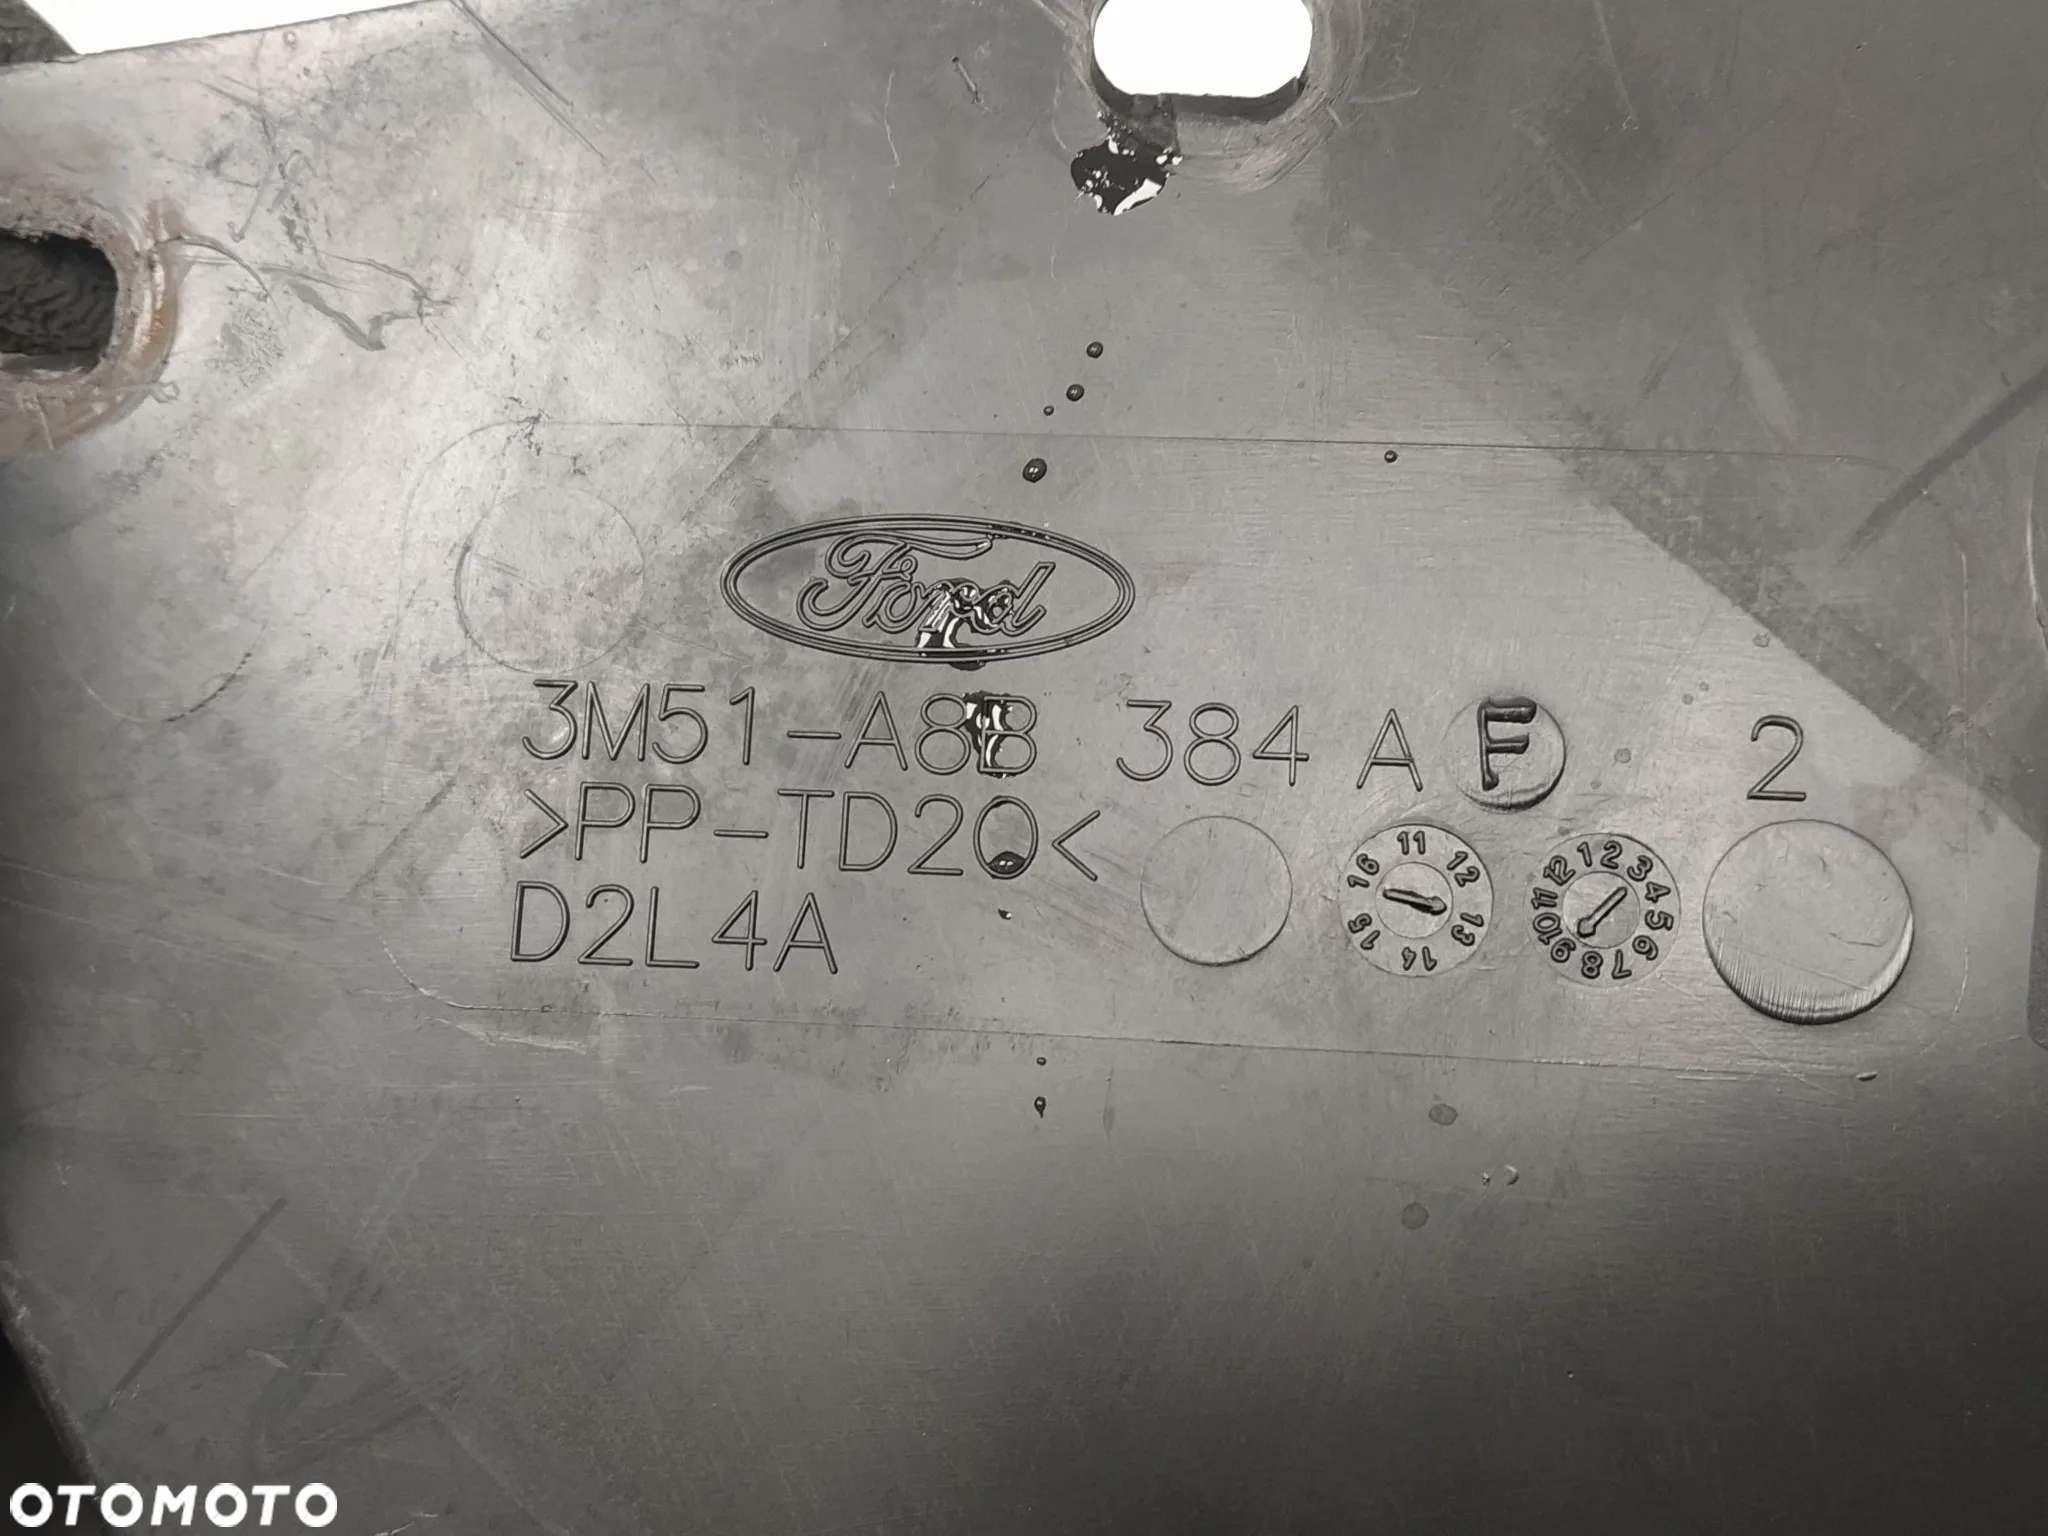 Ford
3M51-A8B 384 A F 2
>PP-TD20<
D2L4A
11 12 13 14 15 16
1 2 3 4 5 6 7 8 9 10 11 12
OTOMOTO